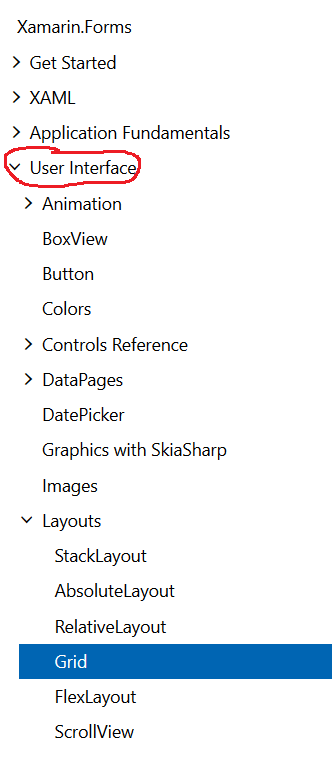 Xamarin.Forms
Get Started
XAML
Application Fundamentals
User Interface
Animation
BoxView
Button
Colors
Controls Reference
DataPages
DatePicker
Graphics with SkiaSharp
Images
Layouts
StackLayout
AbsoluteLayout
RelativeLayout
Grid
FlexLayout
ScrollView